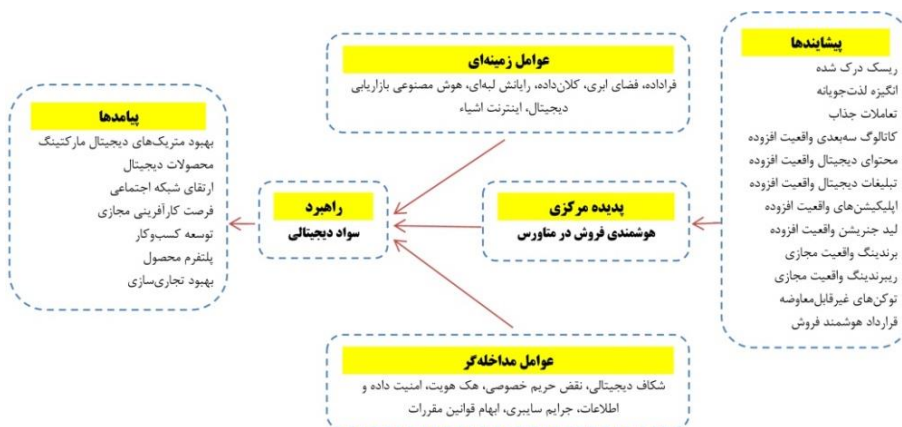 پیشایندها
ریسک درک شده
انگیزه لذت‌جویانه
تعاملات جذاب
کاتالوگ سه‌بعدی واقعیت افزوده
محتوای دیجیتال واقعیت افزوده
تبلیغات دیجیتال واقعیت افزوده
اپلیکیشن‌های واقعیت افزوده
لید جنریشن واقعیت افزوده
برندینگ واقعیت مجازی
ریبرندینگ واقعیت مجازی
توکن‌های غیرقابل‌معاوضه
قرارداد هوشمند فروش
عوامل زمینه‌ای
فراداده، فضای ابری، کلان‌داده، رایانش لبه‌ای، هوش مصنوعی بازاریابی
دیجیتال، اینترنت اشیاء
پدیده مرکزی
هوشمندی فروش در متاورس
عوامل مداخله‌گر
شکاف دیجیتالی، نقض حریم خصوصی، هک هویت، امنیت داده و
اطلاعات، جرایم سایبری، ابهام قوانین مقررات
راهبرد
سواد دیجیتالی
پیامدها
بهبود متریک‌های دیجیتال مارکتینگ
محصولات دیجیتال
ارتقای شبکه اجتماعی
فرصت کارآفرینی مجازی
توسعه کسب‌وکار
پلتفرم محصول
بهبود تجاری‌سازی